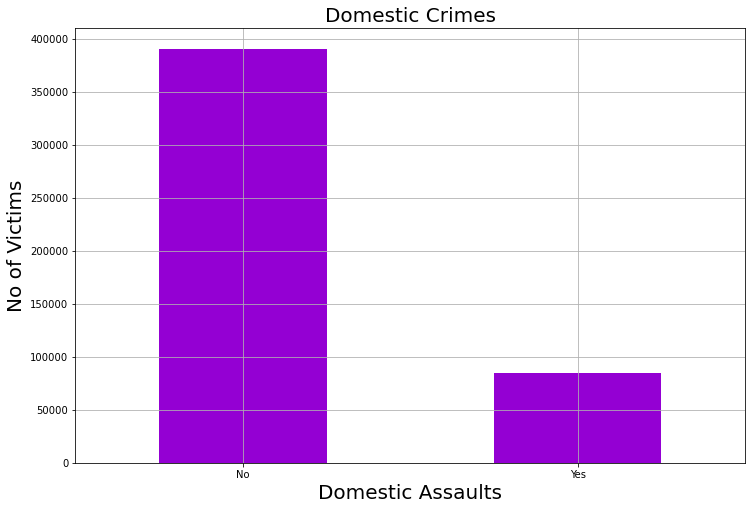 Domestic Crimes
400000
350000
300000
250000
200000
150000
100000
50000
0
No of Victims
No Yes
Domestic Assaults